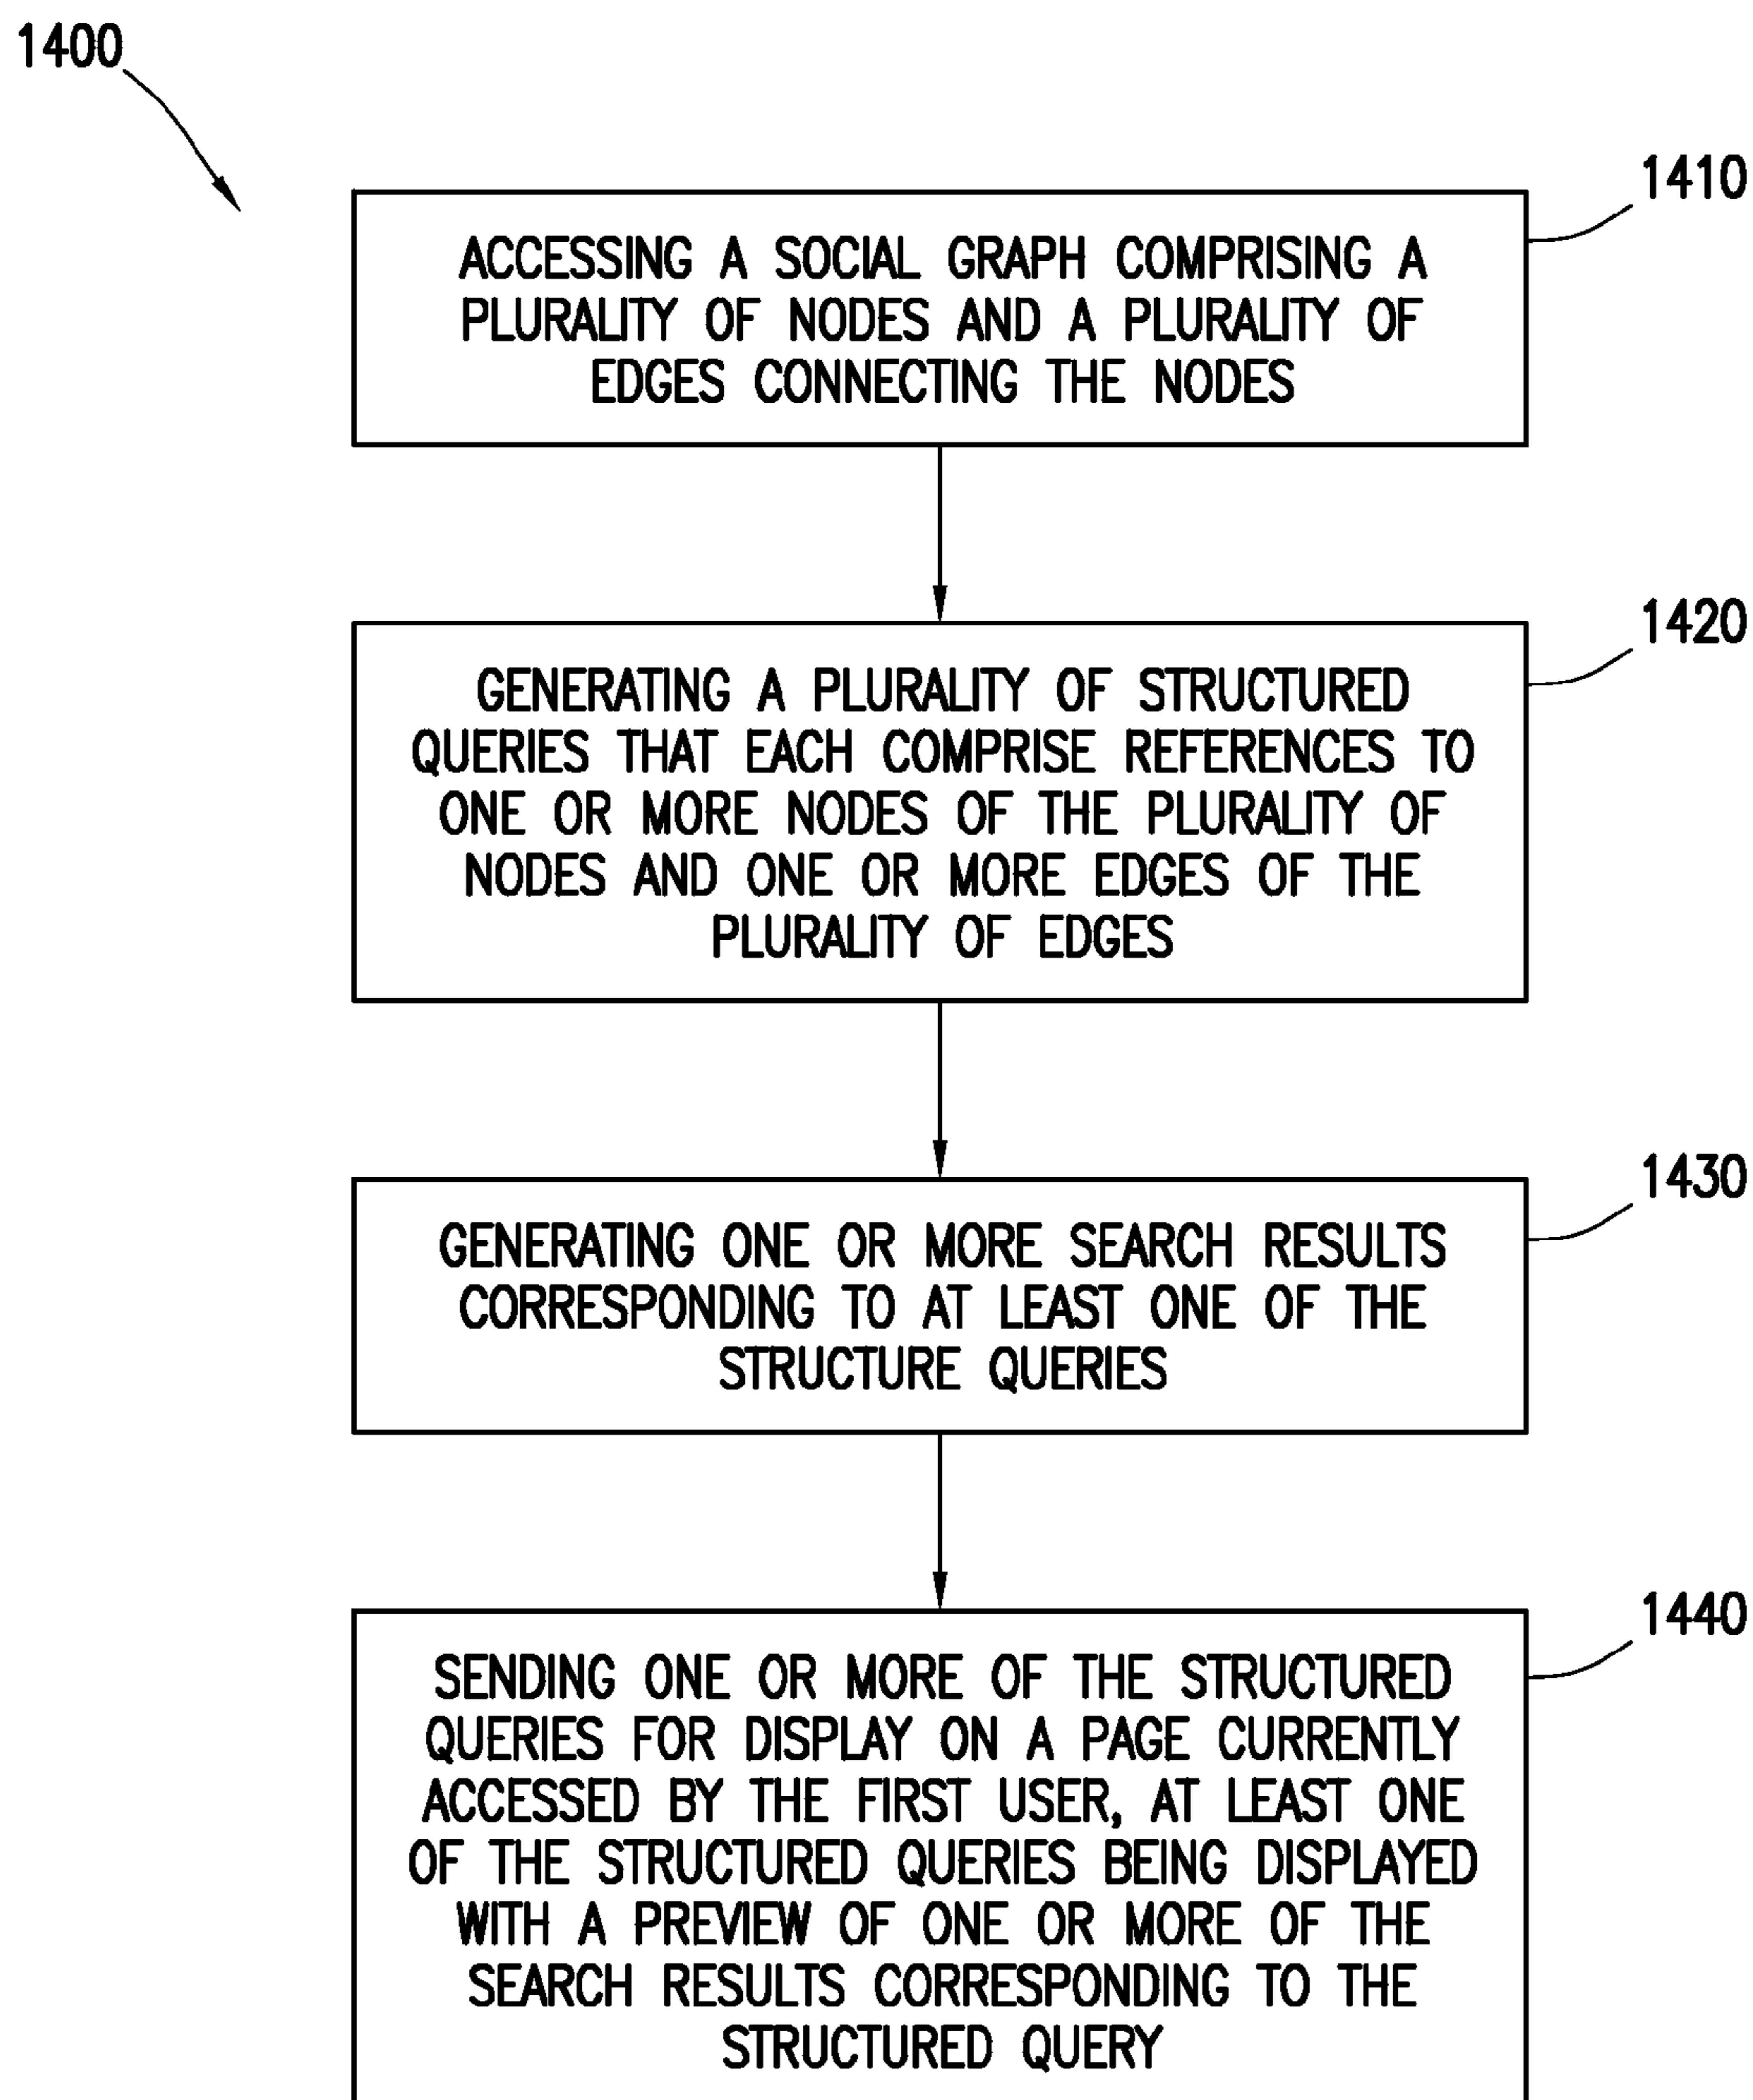 1400
1410
ACCESSING A SOCIAL GRAPH COMPRISING A
PLURALITY OF NODES AND A PLURALITY OF
EDGES CONNECTING THE NODES
1420
GENERATING A PLURALITY OF STRUCTURED
QUERIES THAT EACH COMPRISE REFERENCES TO
ONE OR MORE NODES OF THE PLURALITY OF
NODES AND ONE OR MORE EDGES OF THE
PLURALITY OF EDGES
1430
GENERATING ONE OR MORE SEARCH RESULTS
CORRESPONDING TO AT LEAST ONE OF THE
STRUCTURE QUERIES
1440
SENDING ONE OR MORE OF THE STRUCTURED
QUERIES FOR DISPLAY ON A PAGE CURRENTLY
ACCESSED BY THE FIRST USER, AT LEAST ONE
OF THE STRUCTURED QUERIES BEING DISPLAYED
WITH A PREVIEW OF ONE OR MORE OF THE
SEARCH RESULTS CORRESPONDING TO THE
STRUCTURED QUERY